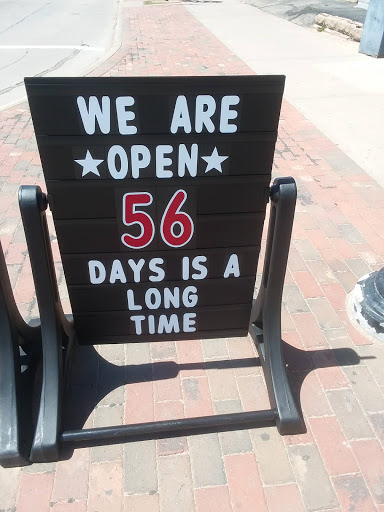 WE ARE
★OPEN★
56
DAYS IS A
LONG
TIME